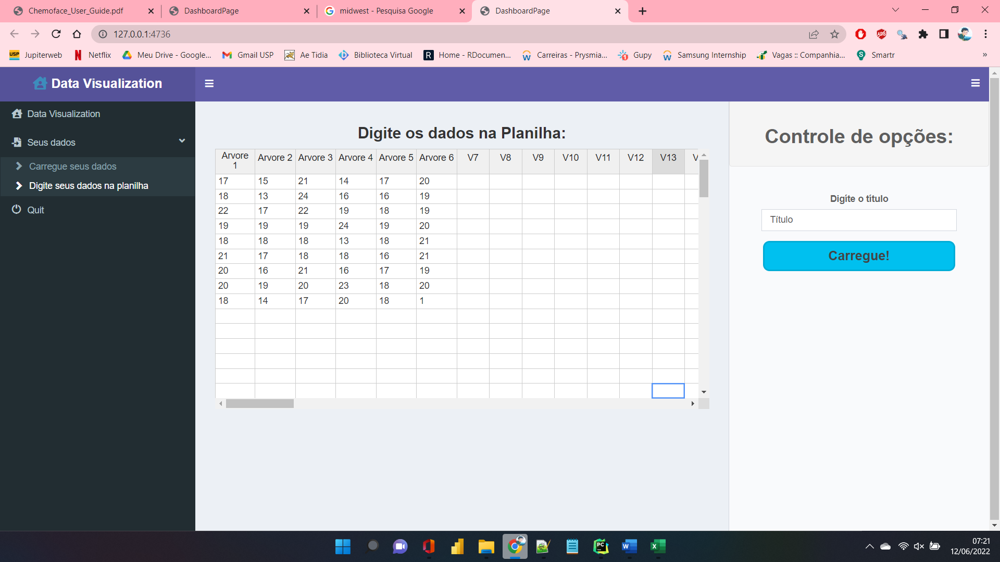 Chemoface_User_Guide.pdf
DashboardPage
midwest - Pesquisa Google
DashboardPage
127.0.0.1:4736
USP Jupiterweb
Netflix
Meu Drive - Google...
Gmail USP
Ae Tidia
Biblioteca Virtual
R Home - RDocumen...
Carreiras - Prysmia...
Gupy
Samsung Internship
Vagas :: Companhia...
S Smartr
»
Data Visualization
Data Visualization
Seus dados
Carregue seus dados
Digite seus dados na planilha
Quit
Digite os dados na Planilha:
Arvore 1 Arvore 2 Arvore 3 Arvore 4 Arvore 5 Arvore 6 V7 V8 V9 V10 V11 V12 V13 V
17 15 21 14 17 20
18 13 24 16 16 19
22 17 22 19 18 19
19 19 19 24 19 20
18 18 18 13 18 21
21 17 18 18 16 21
20 16 21 16 17 19
20 19 20 23 18 20
18 14 17 20 18 1
Controle de opções:
Digíte o título
Título
Carregue!
07:21
12/06/2022